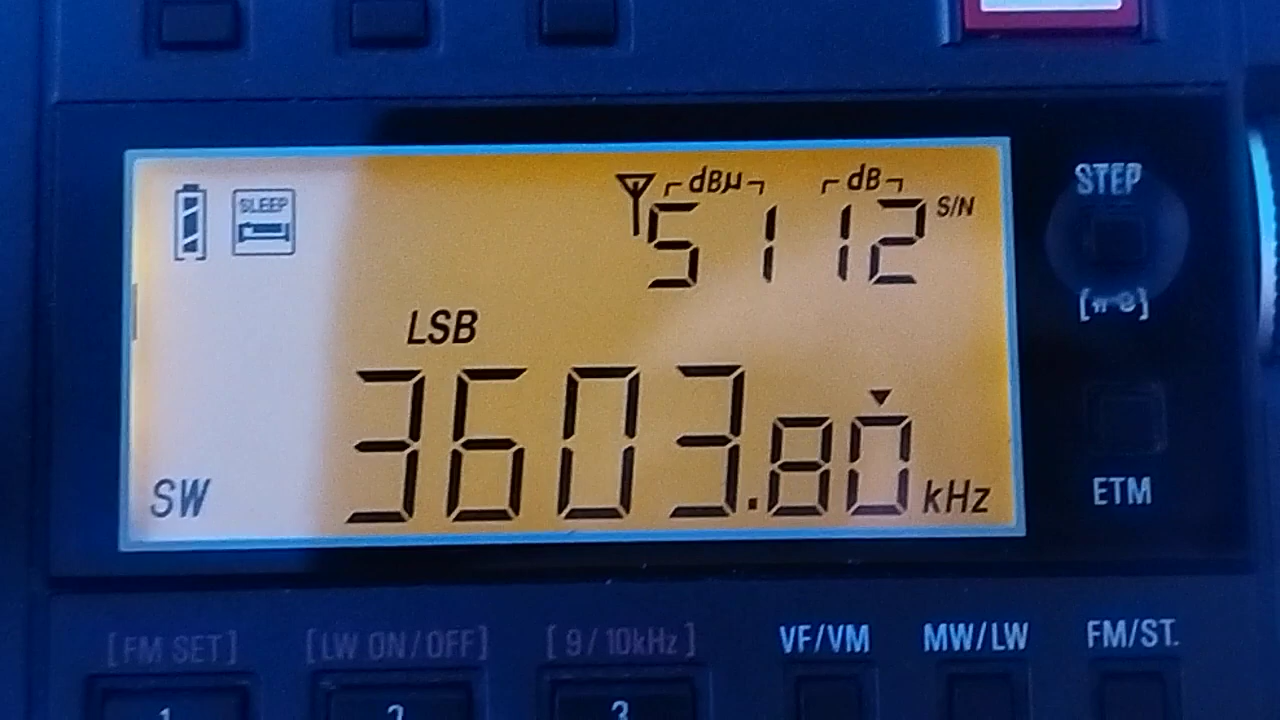 STEP
SLEEP
dBµ dB
51 12 S/N
LSB
3603.80 kHz
SW
ETM
[FM SET] [LW ON/OFF] [9/10kHz] VF/VM MW/LW FM/ST.
1 2 3